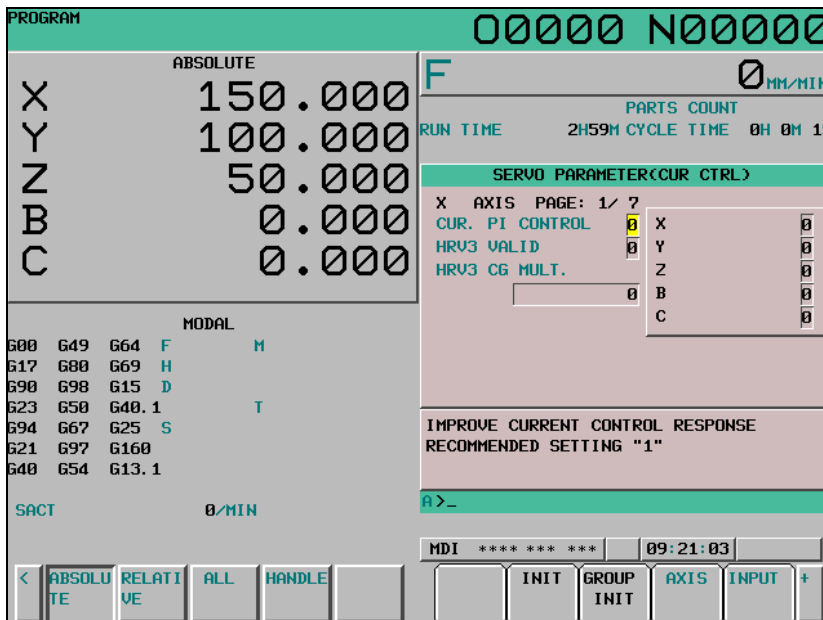 PROGRAM
O0000 N00000
ABSOLUTE
X 150.000
Y 100.000
Z 50.000
B 0.000
C 0.000
F 0 MM/MIN
PARTS COUNT
RUN TIME 2H59M CYCLE TIME 0H 0M 1
SERVO PARAMETER(CUR CTRL)
X AXIS PAGE: 1/ 7
CUR. PI CONTROL 0
HRV3 VALID 0
HRV3 CG MULT.
0
X 0
Y 0
Z 0
B 0
C 0
IMPROVE CURRENT CONTROL RESPONSE
RECOMMENDED SETTING "1"
MODAL
G00 G49 G64 F M
G17 G80 G69 H
G90 G98 G15 D
G23 G50 G40.1 T
G94 G67 G25 S
G21 G97 G160
G40 G54 G13.1
SACT 0/MIN
A>_
MDI **** *** *** 09:21:03
< ABSOLUTE RELATIVE ALL HANDLE
INIT GROUP INIT AXIS INPUT +